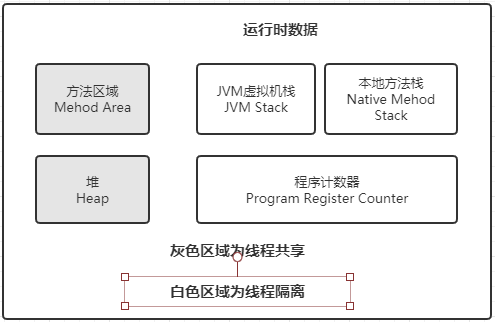 运行时数据
方法区域
Mehod Area
JVM虚拟机栈
JVM Stack
本地方法栈
Native Mehod
Stack
堆
Heap
程序计数器
Program Register Counter
灰色区域为线程共享
白色区域为线程隔离